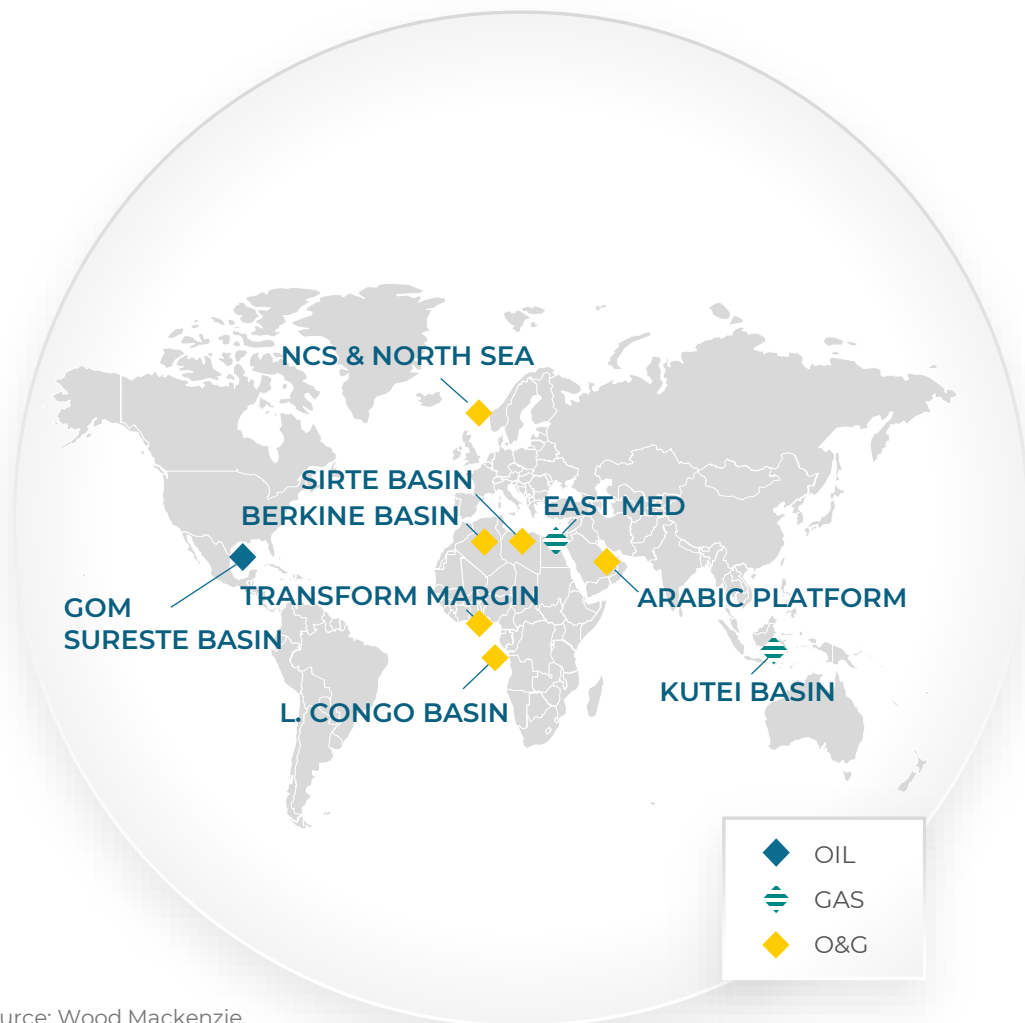 NCS & NORTH SEA
SIRTE BASIN
BERKINE BASIN
EAST MED
TRANSFORM MARGIN
ARABIC PLATFORM
GOM
SURESTE BASIN
KUTEI BASIN
L. CONGO BASIN
OIL
GAS
O&G
ource: Wood Mackenzie.